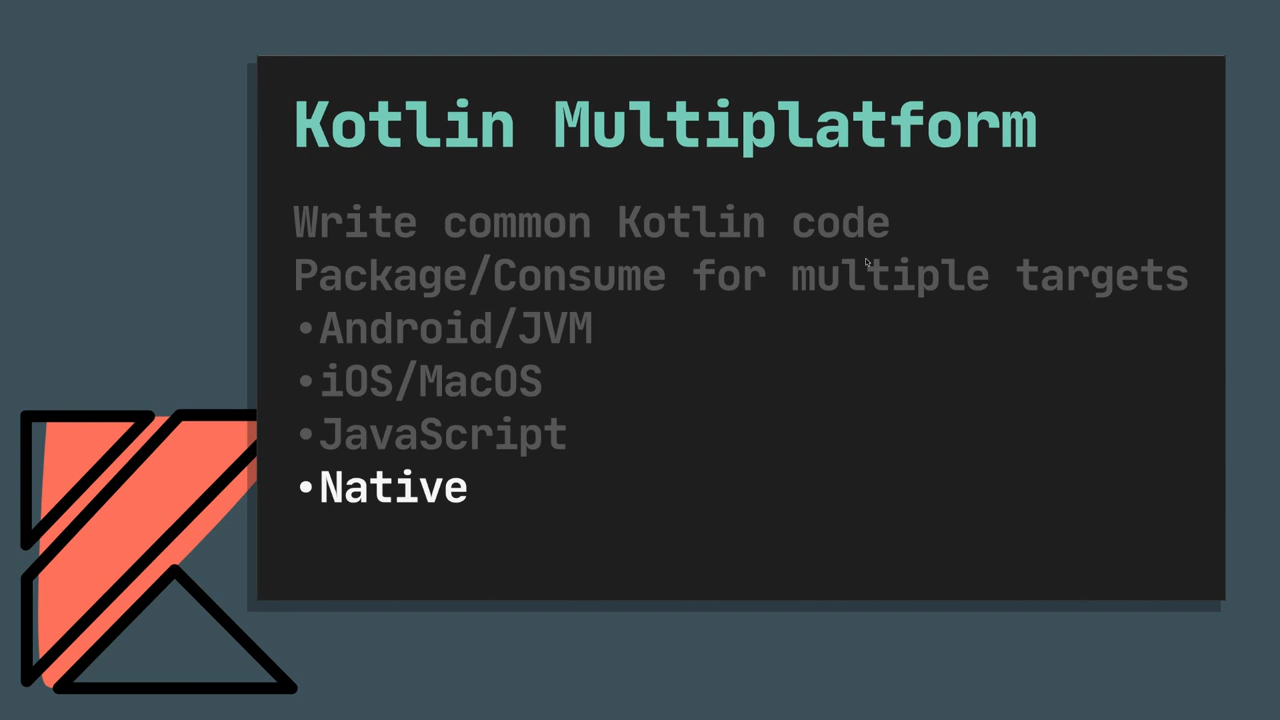 Kotlin Multiplatform
Write common Kotlin code
Package/Consume for multiple targets
•Android/JVM
•iOS/MacOS
•JavaScript
•Native